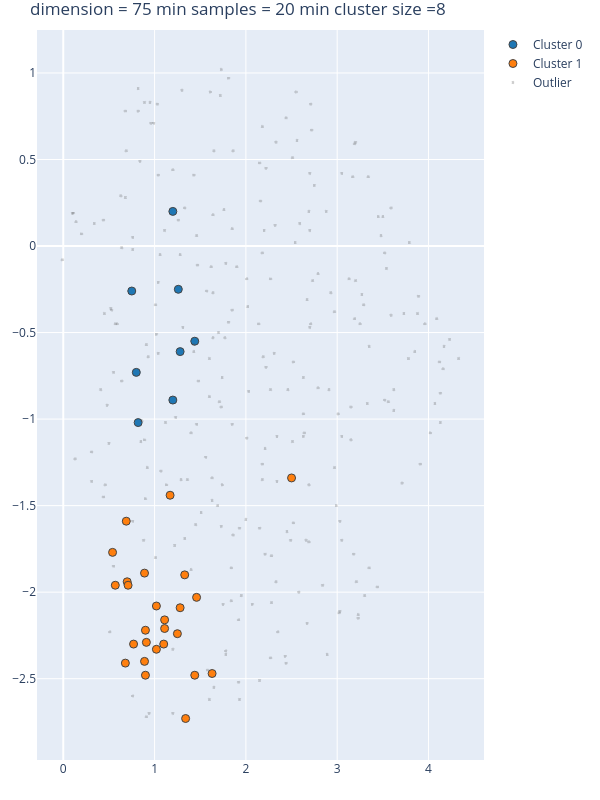 dimension = 75 min samples = 20 min cluster size =8
Cluster 0
Cluster 1
Outlier
1
0.5
0
−0.5
−1
−1.5
−2
−2.5
0 1 2 3 4